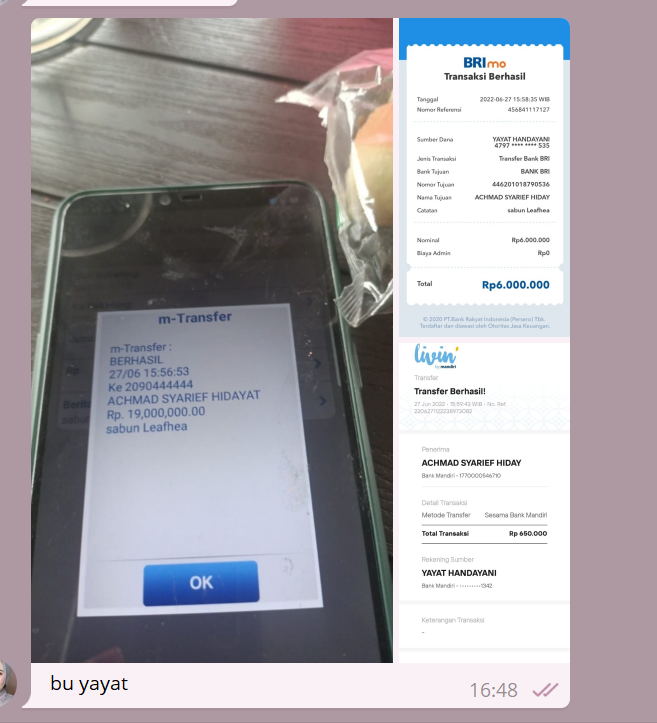 m-Transfer
m-Transfer :
BERHASIL
27/06 15:56:53
Ke 2090444444
ACHMAD SYARIEF HIDAYAT
Rp. 19,000,000.00
sabun Leafhea
OK
BRImo
Transaksi Berhasil
Tanggal 2022-06-27 15:58:35 WIB
Nomor Referensi 456841117127
Sumber Dana YAYAT HANDAYANI
4797 **** **** 535
Jenis Transaksi Transfer Bank BRI
Bank Tujuan BANK BRI
Nomor Tujuan 446201018790536
Nama Tujuan ACHMAD SYARIEF HIDAY
Catatan sabun Leafhea
Nominal Rp6.000.000
Biaya Admin Rp0
Total Rp6.000.000
© 2020 PT.Bank Rakyat Indonesia (Persero) Tbk.
Terdaftar dan diawasi oleh Otoritas Jasa Keuangan.
livin'
by mandiri
Transfer
Transfer Berhasil!
27 Jun 2022 - 15:59:43 WIB - No. Ref
Penerima
ACHMAD SYARIEF HIDAY
Bank Mandiri - 1770000546710
Detail Transaksi
Metode Transfer Sesama Bank Mandiri
Total Transaksi Rp 650.000
Rekening Sumber
YAYAT HANDAYANI
Bank Mandiri - ·········1342
Keterangan Transaksi
-
bu yayat
16:48